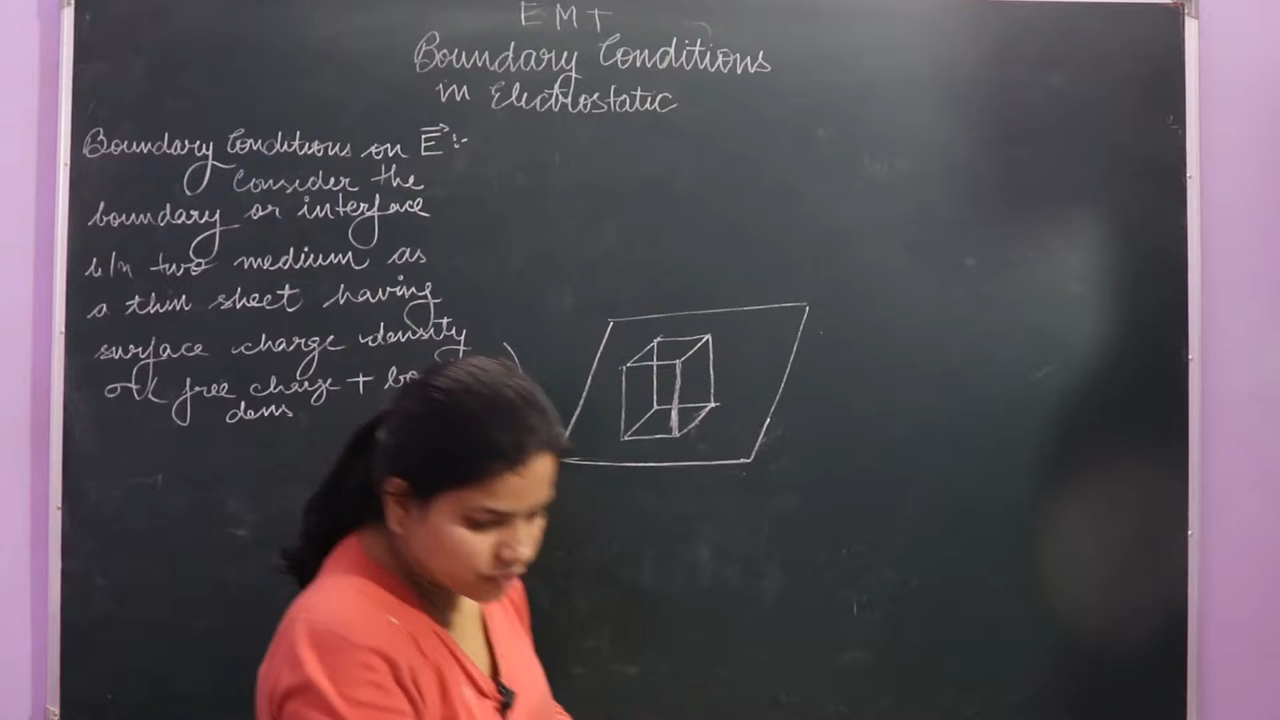 EMT
Boundary Conditions
in Electrostatic
Boundary Conditions on E⃗ :-
Consider the
boundary or interface
b/n two medium as
a thin sheet having
surface charge density
free charge +
dens